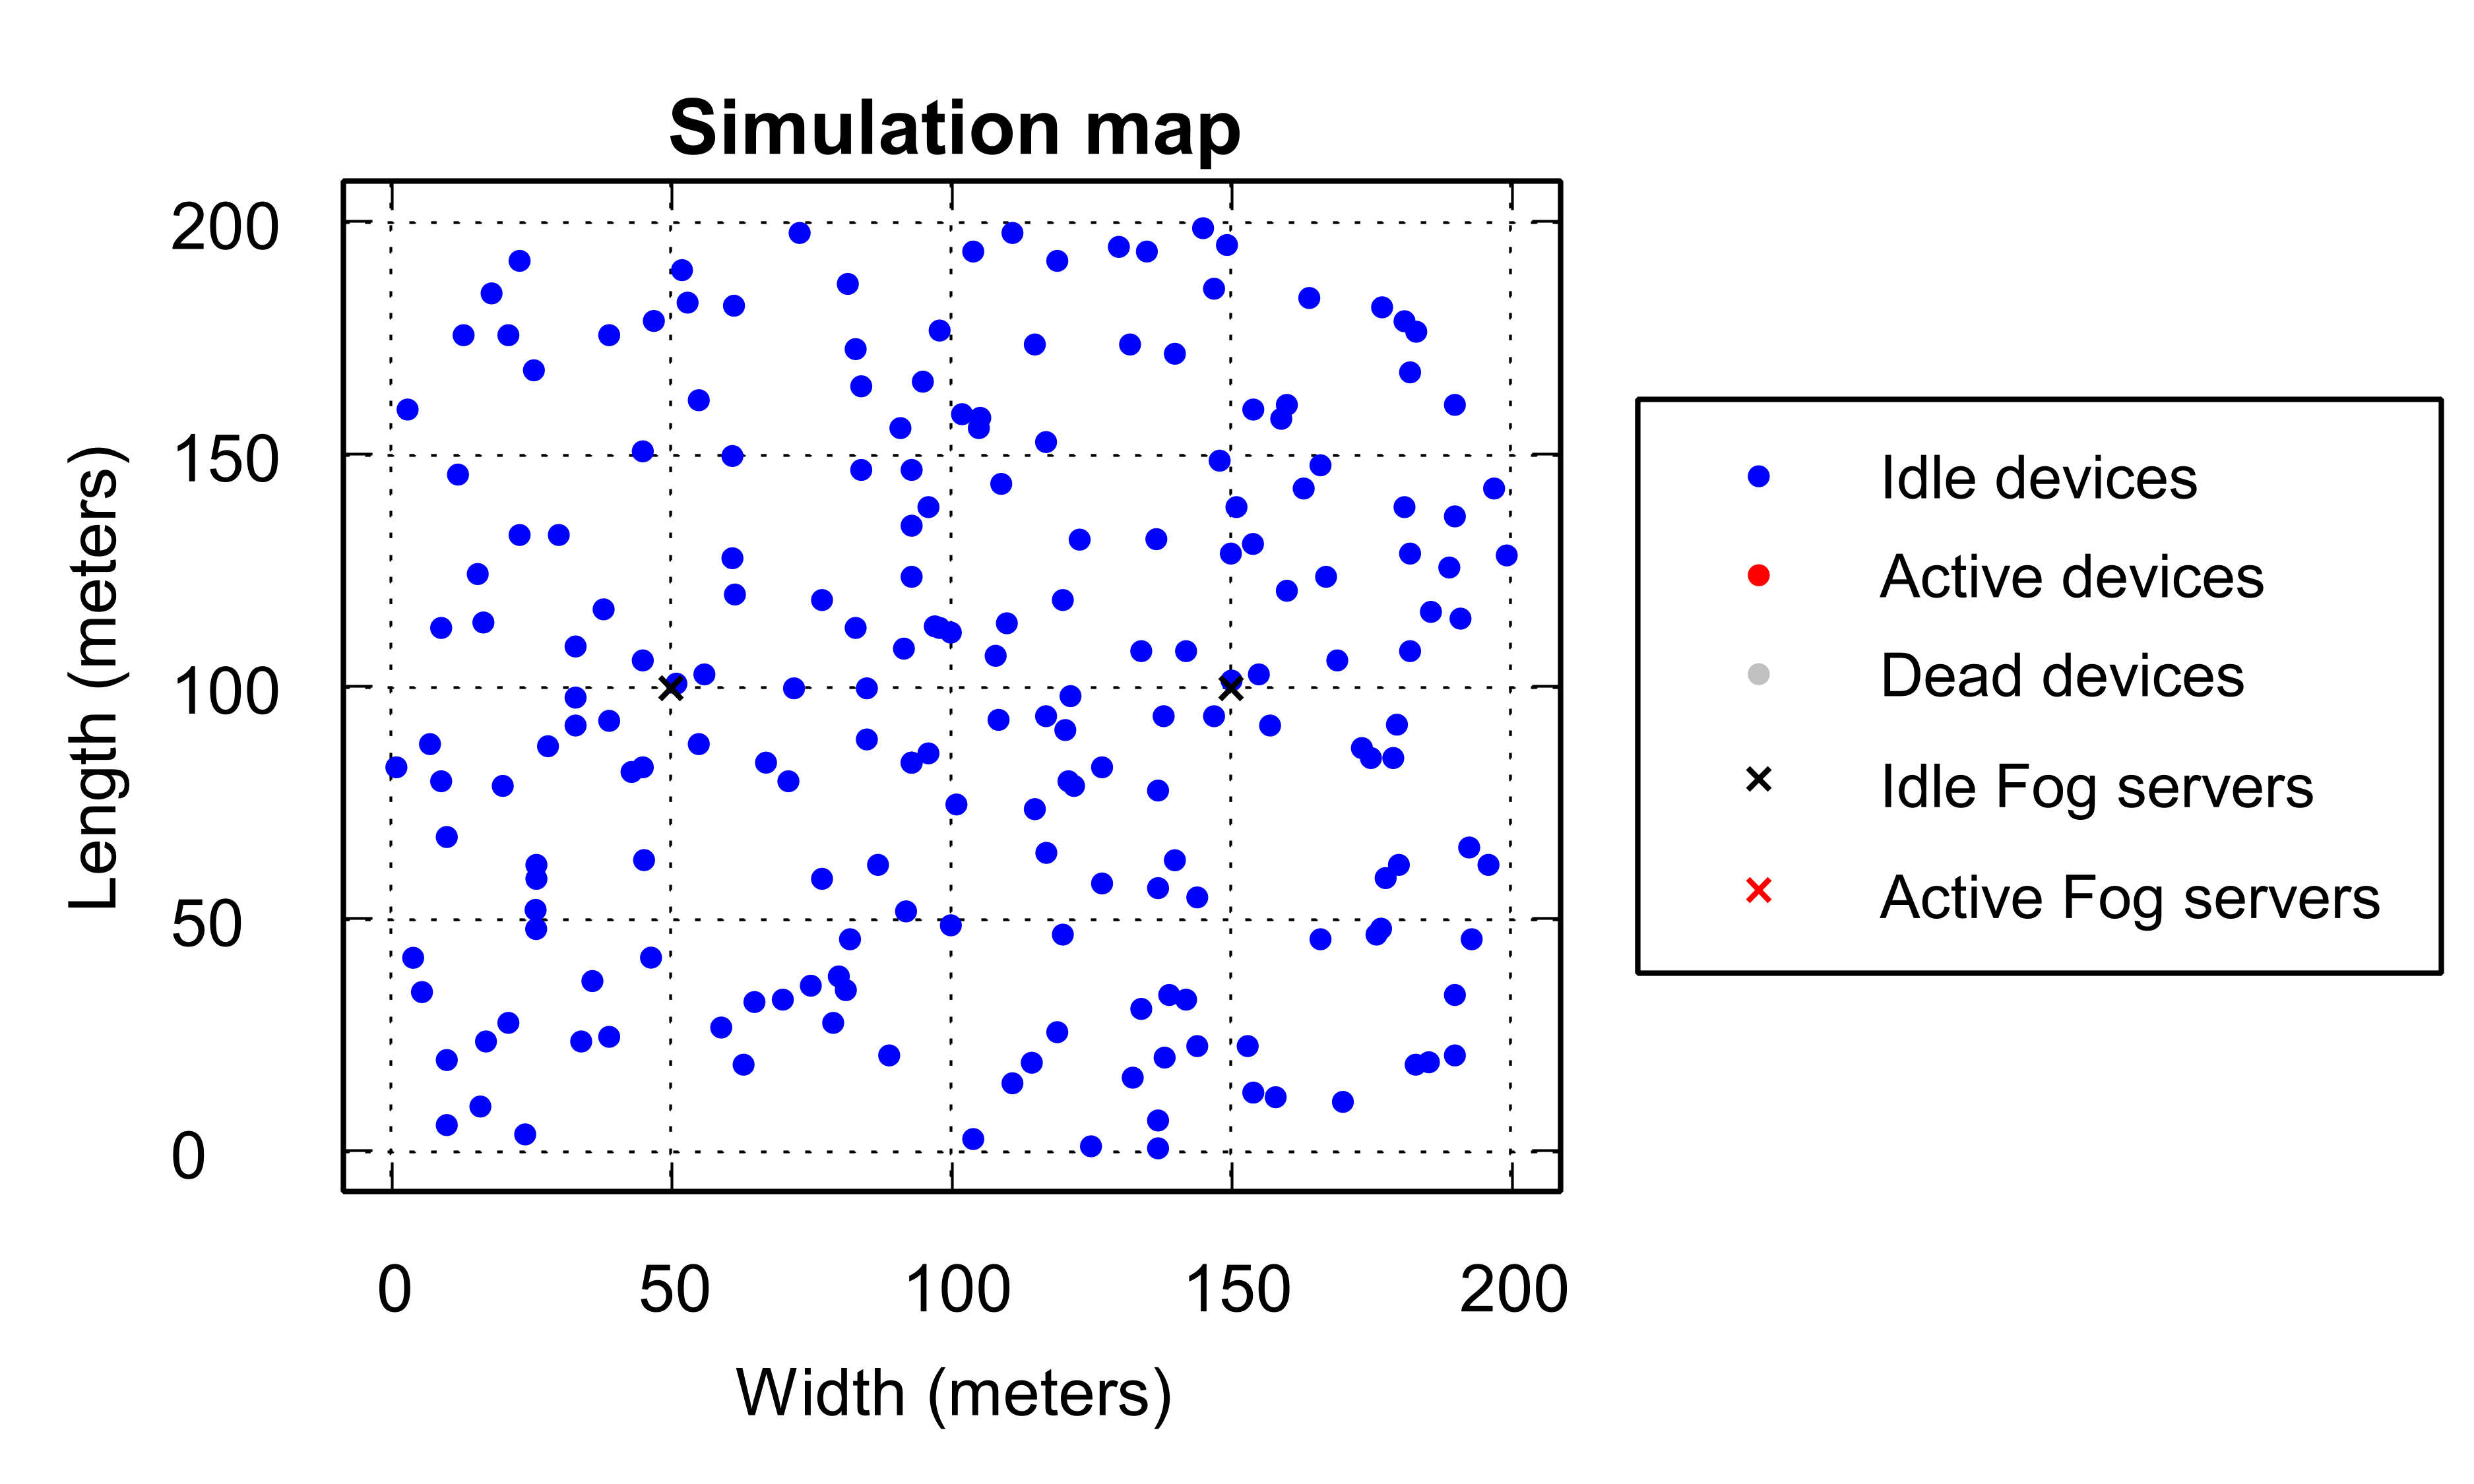 Simulation map
200
150
100
50
0
Length (meters)
0 50 100 150 200
Width (meters)
Idle devices
Active devices
Dead devices
Idle Fog servers
Active Fog servers